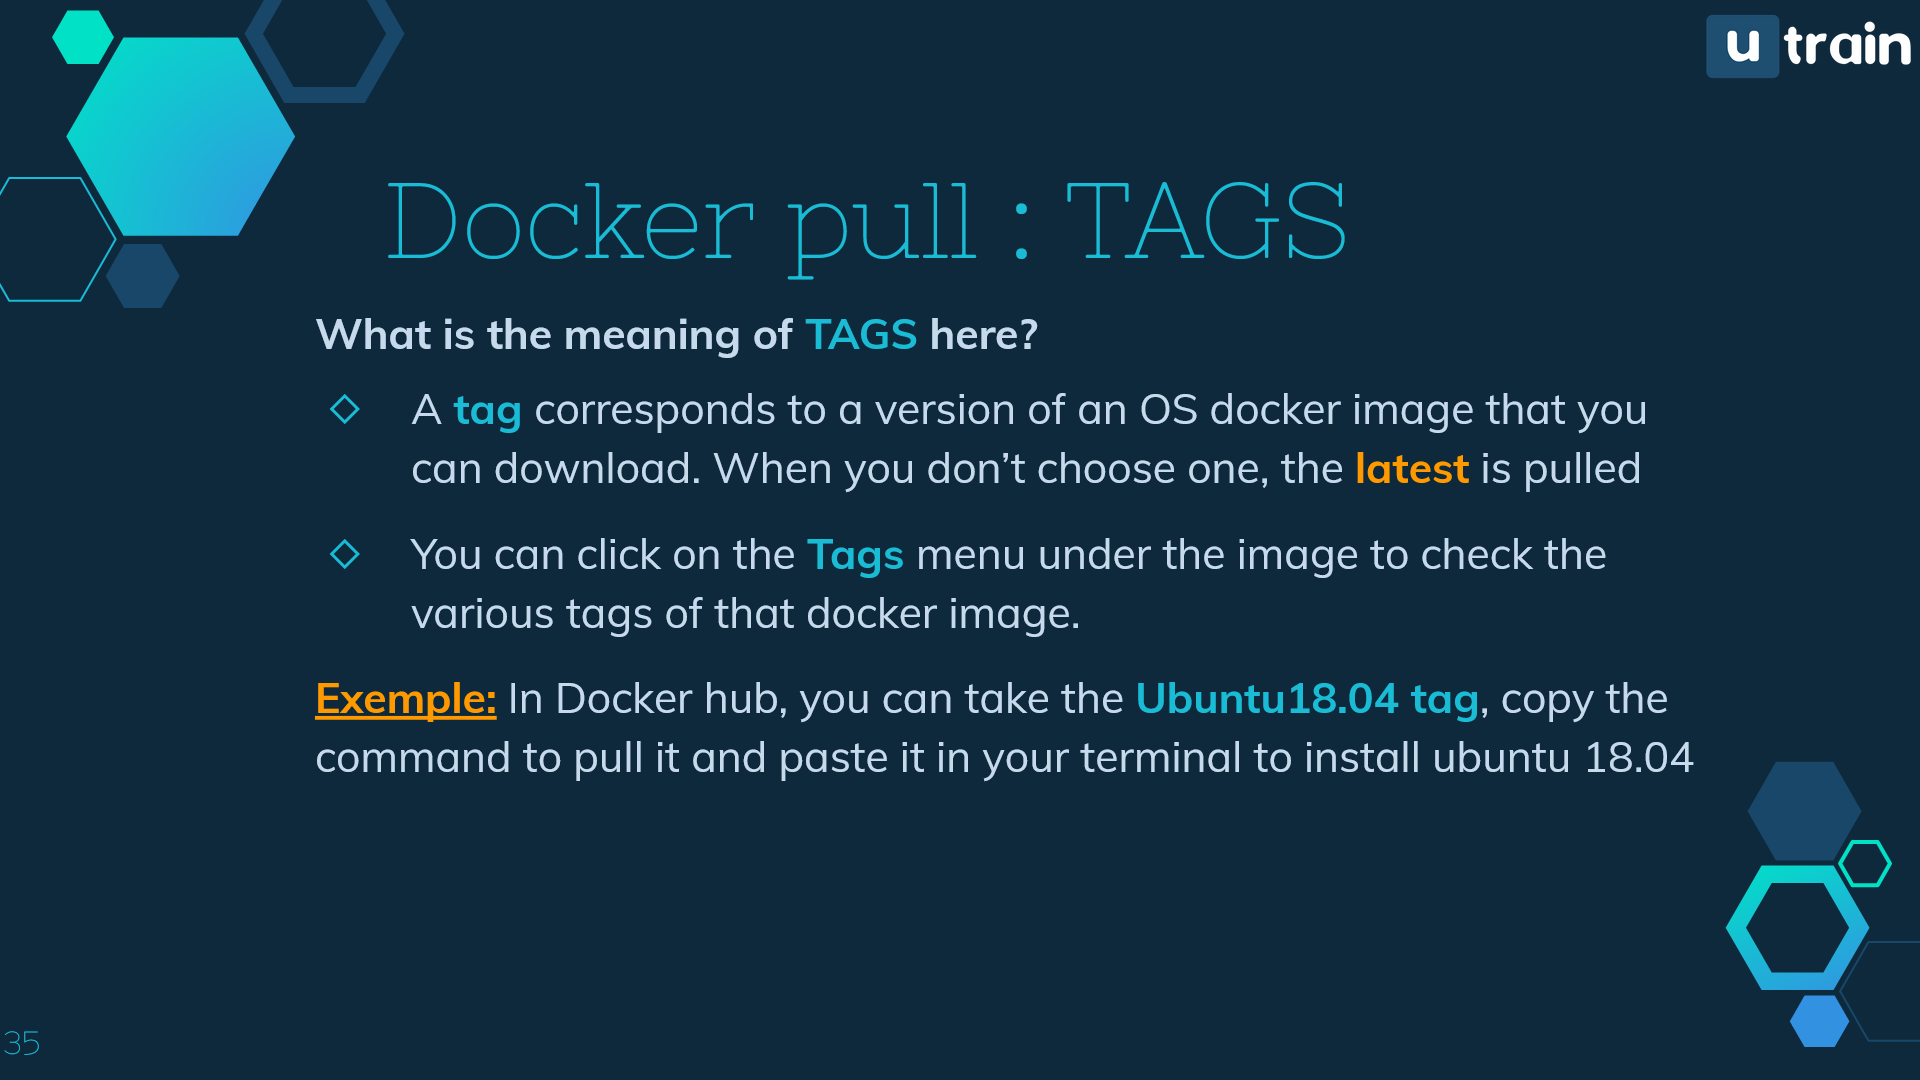 u train
Docker pull : TAGS
What is the meaning of TAGS here?
A tag corresponds to a version of an OS docker image that you
can download. When you don’t choose one, the latest is pulled
You can click on the Tags menu under the image to check the
various tags of that docker image.
Exemple: In Docker hub, you can take the Ubuntu18.04 tag, copy the
command to pull it and paste it in your terminal to install ubuntu 18.04
35